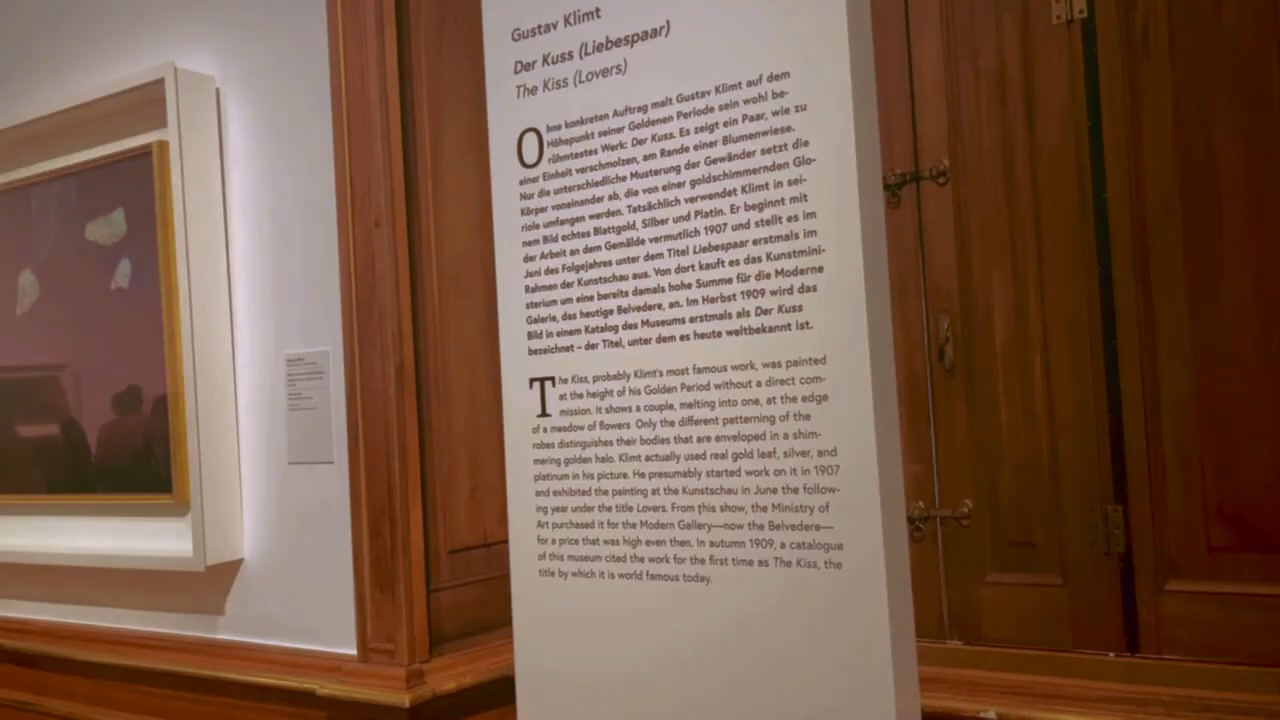 Gustav Klimt
Der Kuss (Liebespaar)
The Kiss (Lovers)
Ohne konkreten Auftrag malt Gustav Klimt auf dem
Höhepunkt seiner Goldenen Periode sein wohl be-
rühmtestes Werk: Der Kuss. Es zeigt ein Paar, wie zu
einer Einheit verschmolzen, am Rande einer Blumenwiese.
Nur die unterschiedliche Musterung der Gewänder setzt die
Körper voneinander ab, die von einer goldschimmernden Glo-
riole umfangen werden. Tatsächlich verwendet Klimt in sei-
nem Bild echtes Blattgold, Silber und Platin. Er beginnt mit
der Arbeit an dem Gemälde vermutlich 1907 und stellt es im
Juni des Folgejahres unter dem Titel Liebespaar erstmals im
Rahmen der Kunstschau aus. Von dort kauft es das Kunstmini-
sterium um eine bereits damals hohe Summe für die Moderne
Galerie, das heutige Belvedere, an. Im Herbst 1909 wird das
Bild in einem Katalog des Museums erstmals als Der Kuss
bezeichnet – der Titel, unter dem es heute weltbekannt ist.
The Kiss, probably Klimt's most famous work, was painted
at the height of his Golden Period without a direct com-
mission. It shows a couple, melting into one, at the edge
of a meadow of flowers Only the different patterning of the
robes distinguishes their bodies that are enveloped in a shim-
mering golden halo. Klimt actually used real gold leaf, silver, and
platinum in his picture. He presumably started work on it in 1907
and exhibited the painting at the Kunstschau in June the follow-
ing year under the title Lovers. From this show, the Ministry of
Art purchased it for the Modern Gallery—now the Belvedere—
for a price that was high even then. In autumn 1909, a catalogue
of this museum cited the work for the first time as The Kiss, the
title by which it is world famous today.